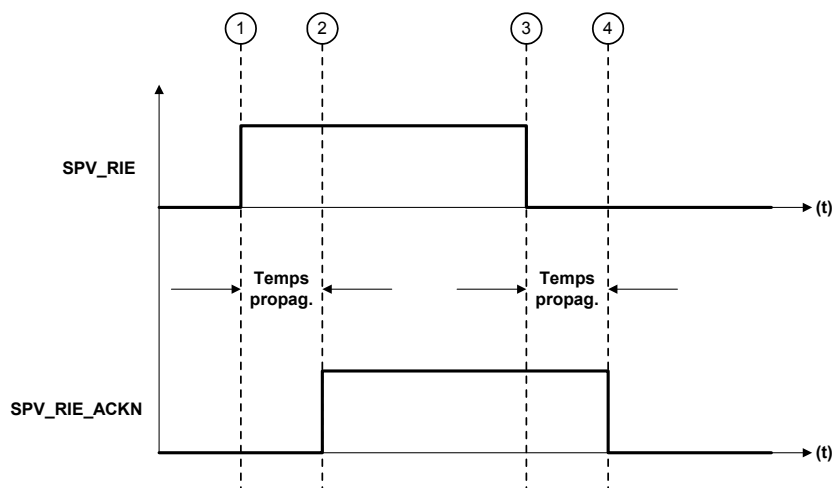 1
2
3
4
SPV_RIE
(t)
Temps
propag.
Temps
propag.
SPV_RIE_ACKN
(t)